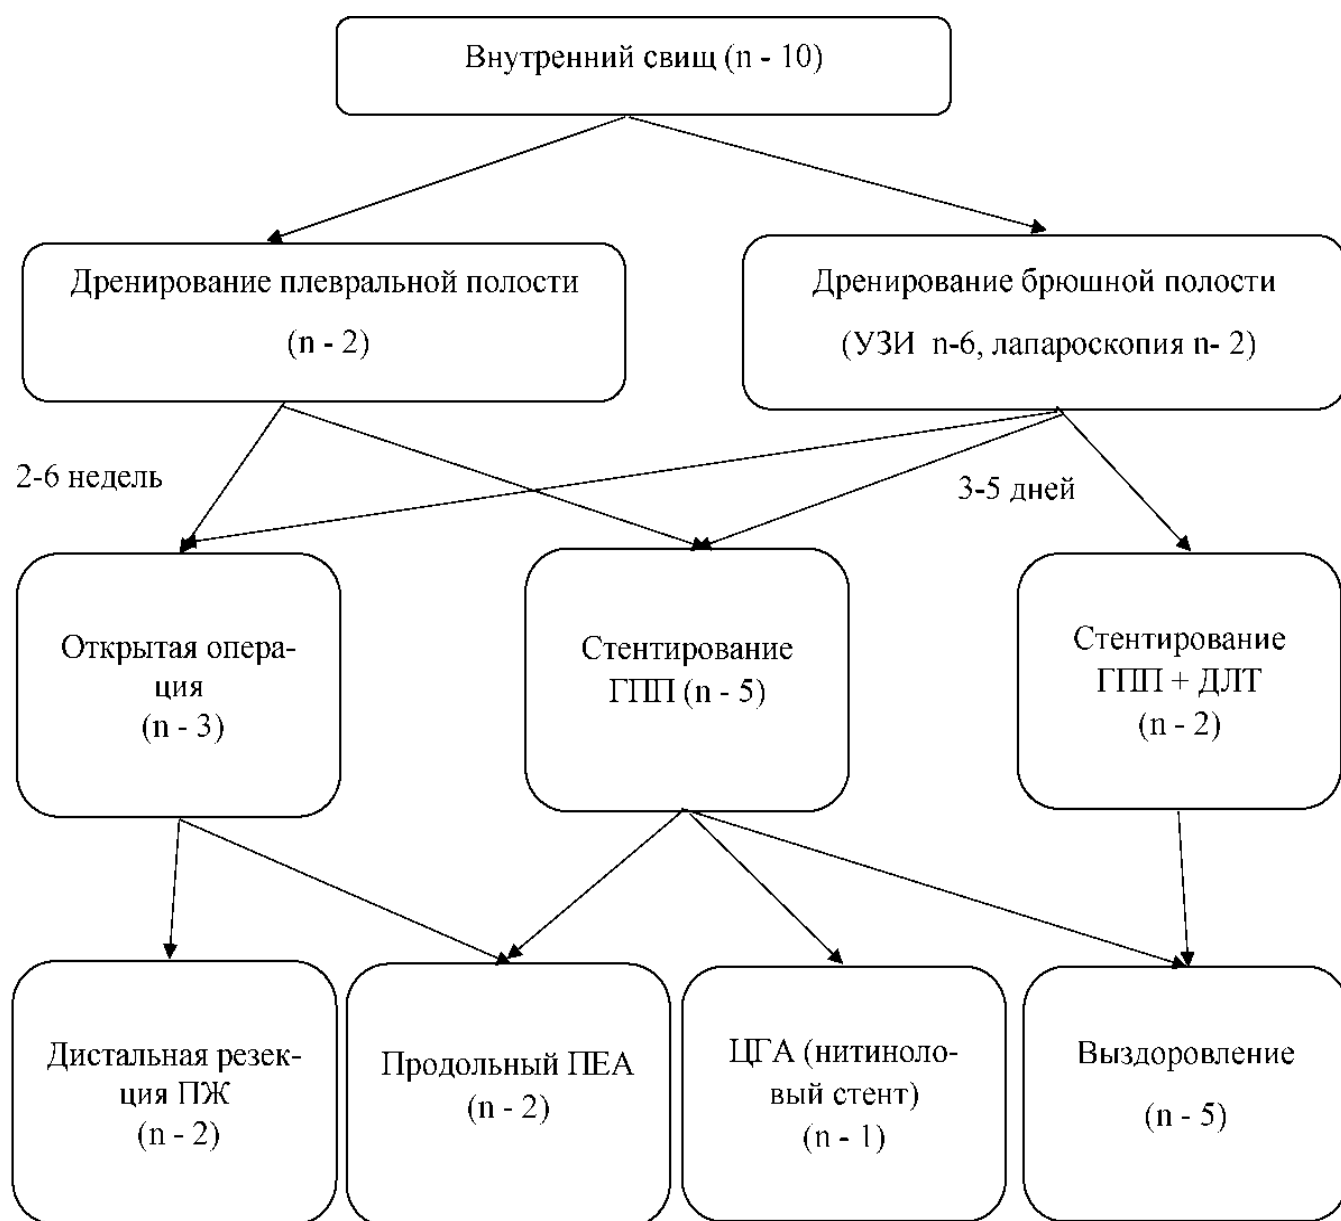 Внутренний свищ (n - 10)
Дренирование плевральной полости
(n - 2)
Дренирование брюшной полости
(УЗИ n-6, лапароскопия n- 2)
2-6 недель
3-5 дней
Открытая опера-
ция
(n - 3)
Стентирование
ГПП (n - 5)
Стентирование
ГПП + ДЛТ
(n - 2)
Дистальная резек-
ция ПЖ
(n - 2)
Продольный ПЕА
(n - 2)
ЦГА (нитиноло-
вый стент)
(n - 1)
Выздоровление
(n - 5)